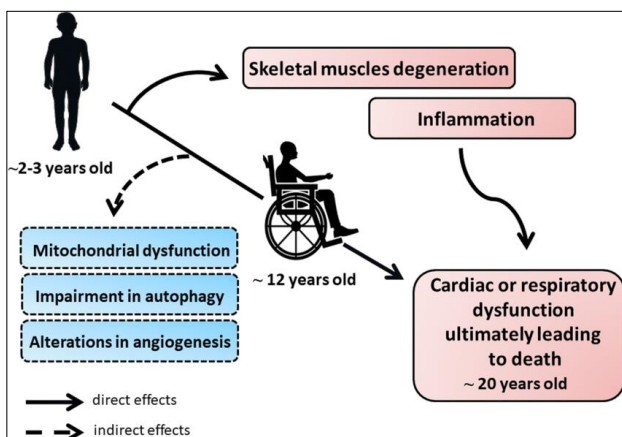 Skeletal muscles degeneration
Inflammation
~2-3 years old
Mitochondrial dysfunction
Impairment in autophagy
Alterations in angiogenesis
~ 12 years old
Cardiac or respiratory
dysfunction
ultimately leading
to death
~ 20 years old
direct effects
indirect effects